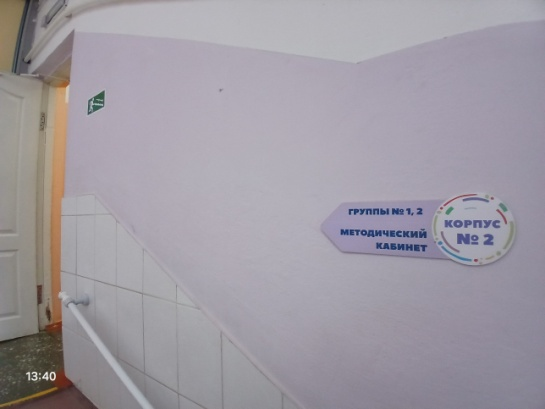 ГРУППЫ № 1, 2
МЕТОДИЧЕСКИЙ
КАБИНЕТ
КОРПУС
№ 2
13:40